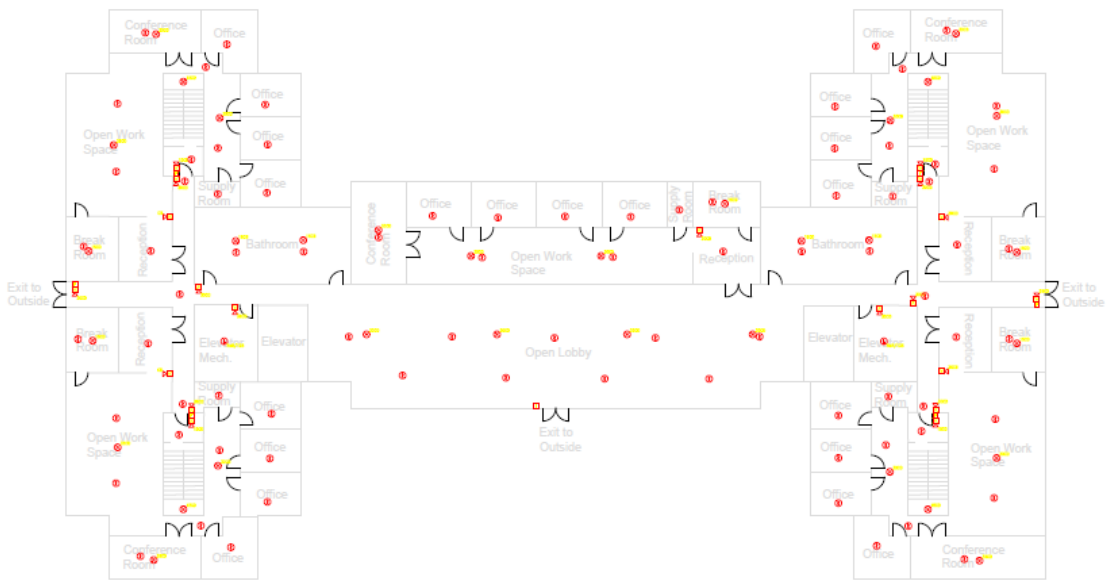 Conference
Room
Office
Office
Conference
Room
Office
Office
Open Work
Space
Office
Office
Office
Office
Open Work
Space
Supply
Room
Office
Office
Supply
Room
Conference
Room
Office
Office
Office
Office
Supply
Room
Break
Room
Break
Room
Reception
Bathroom
Open Work
Space
Reception
Bathroom
Reception
Break
Room
Exit to
Outside
Exit to
Outside
Break
Room
Reception
Elevator
Mech.
Elevator
Open Lobby
Elevator
Elevator
Mech.
Reception
Break
Room
Supply
Room
Office
Exit to
Outside
Office
Supply
Room
Open Work
Space
Office
Office
Open Work
Space
Office
Office
Conference
Room
Office
Office
Conference
Room